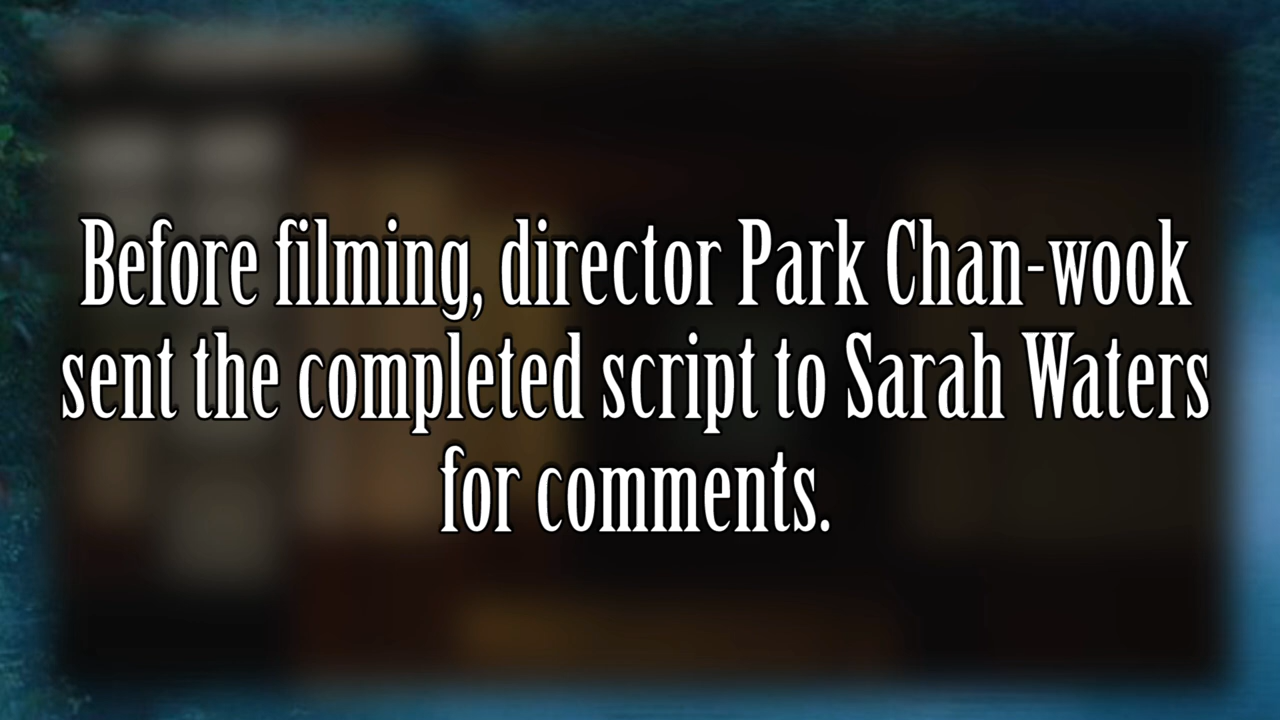 Before filming, director Park Chan-wook
sent the completed script to Sarah Waters
for comments.